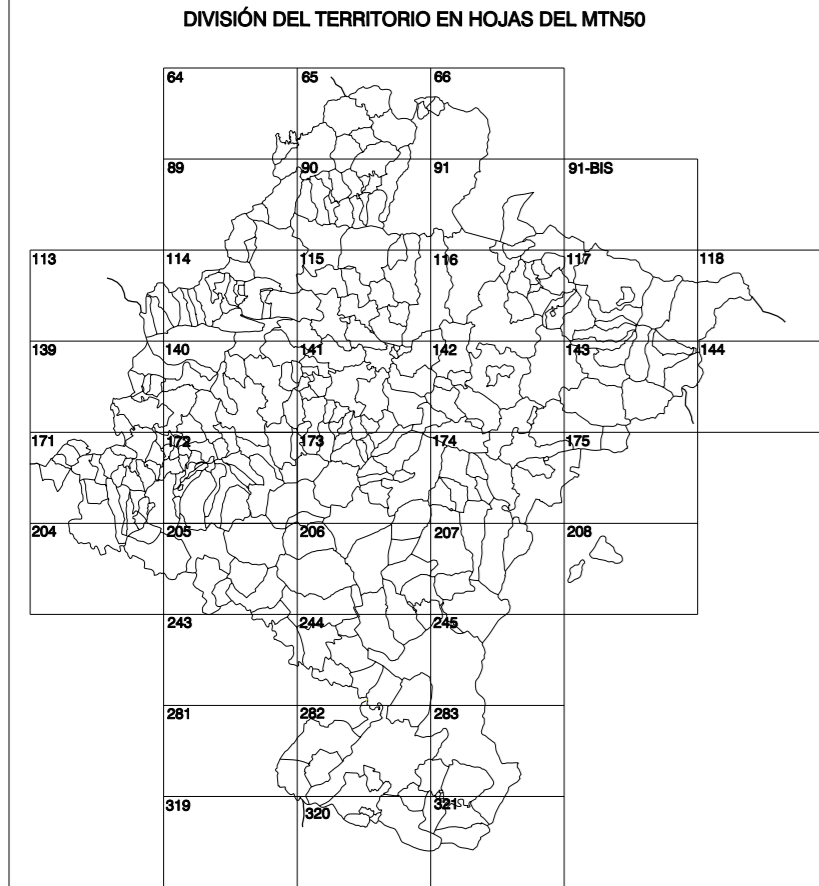 DIVISIÓN DEL TERRITORIO EN HOJAS DEL MTN50
64 65 66
89 90 91 91-BIS
113 114 115 116 117 118
139 140 141 142 143 144
171 172 173 174 175
204 205 206 207 208
243 244 245
281 282 283
319 320 321